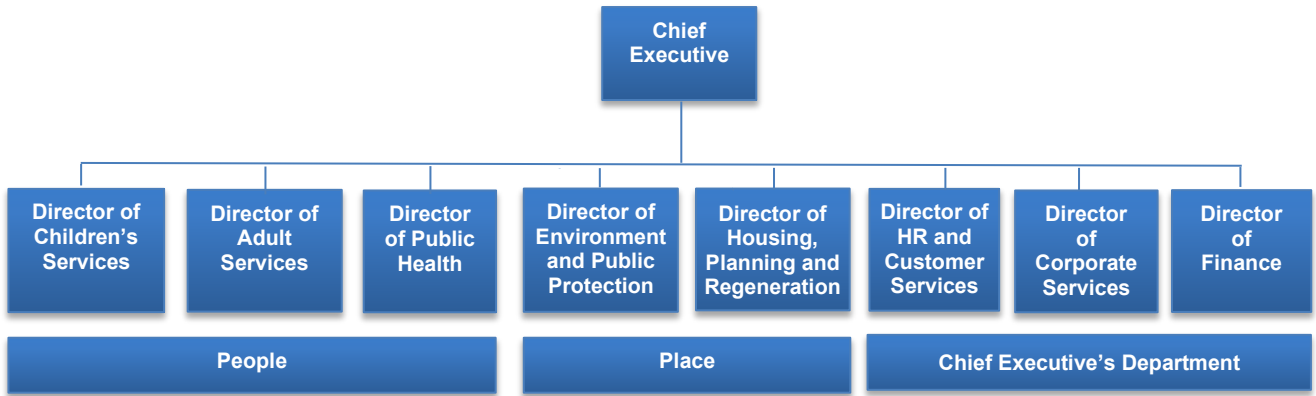 Chief
Executive
Director of
Children's
Services
Director of
Adult
Services
Director
of Public
Health
Director of
Environment
and Public
Protection
Director of
Housing,
Planning and
Regeneration
Director of
HR and
Customer
Services
Director
of
Corporate
Services
Director
of
Finance
People
Place
Chief Executive's Department